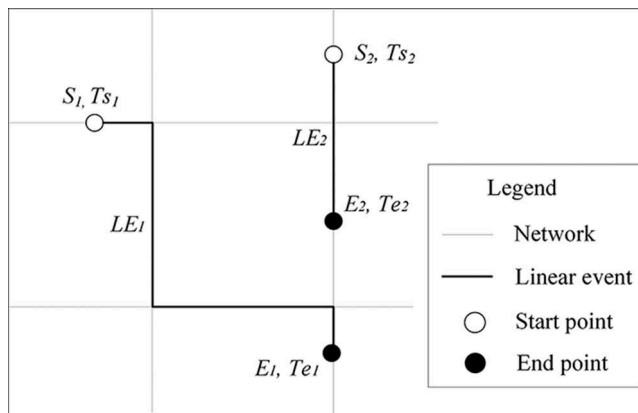 S2, Ts2
S1, Ts1
LE2
LE1
E2, Te2
E1, Te1
Legend
Network
Linear event
Start point
End point